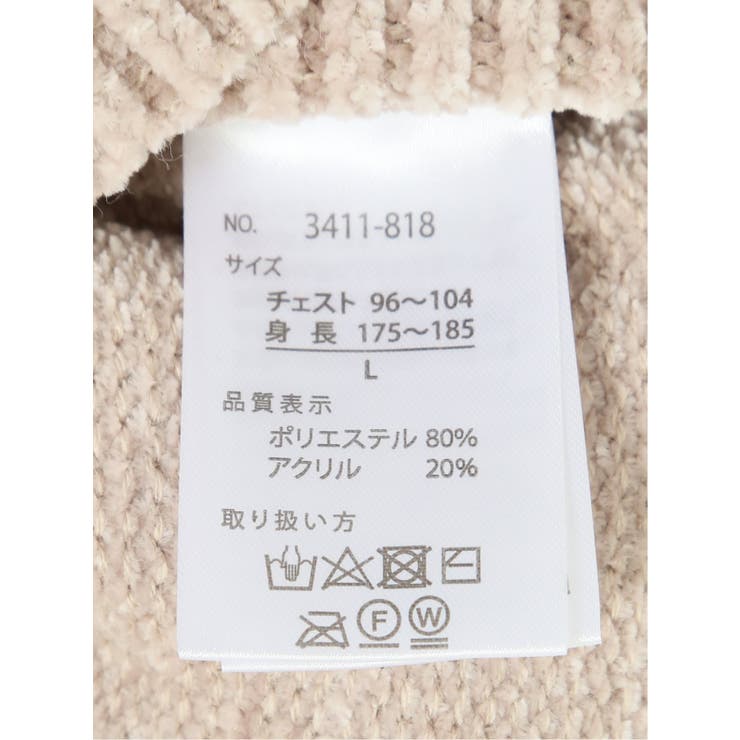 NO. 3411-818
サイズ
チェスト 96～104
身 長 175～185
L
品質表示
ポリエステル 80%
アクリル 20%
取り扱い方
F W